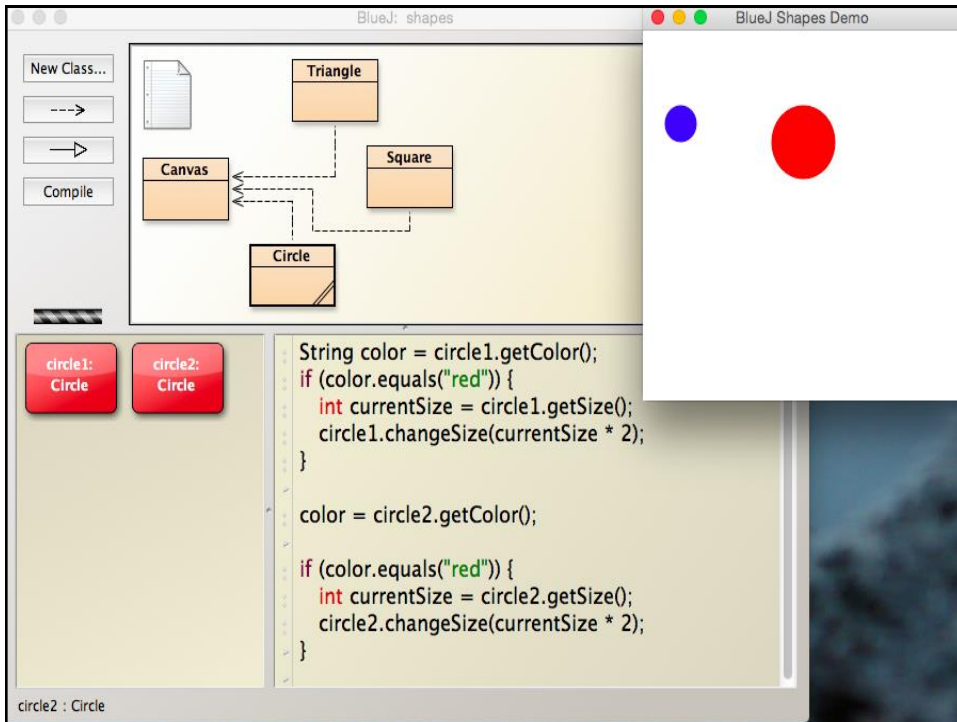 BlueJ: shapes
BlueJ Shapes Demo
New Class...
Compile
Triangle
Canvas
Square
Circle
circle1:
Circle
circle2:
Circle
String color = circle1.getColor();
if (color.equals("red")) {
int currentSize = circle1.getSize();
circle1.changeSize(currentSize * 2);
}
color = circle2.getColor();
if (color.equals("red")) {
int currentSize = circle2.getSize();
circle2.changeSize(currentSize * 2);
}
circle2 : Circle